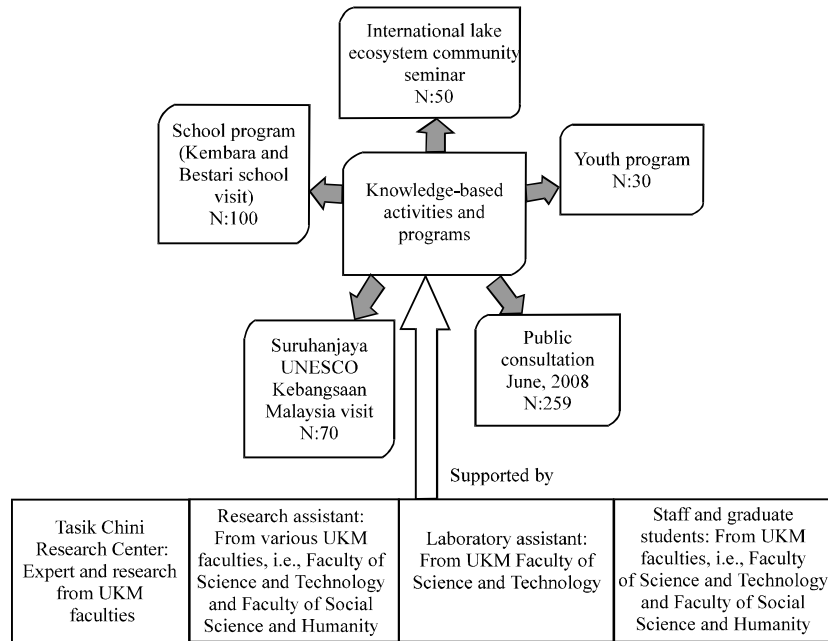 International lake
ecosystem community
seminar
N:50
School program
(Kembara and
Bestari school
visit)
N:100
Knowledge-based
activities and
programs
Youth program
N:30
Suruhanjaya
UNESCO
Kebangsaan
Malaysia visit
N:70
Public
consultation
June, 2008
N:259
Supported by
Tasik Chini
Research Center:
Expert and research
from UKM
faculties
Research assistant:
From various UKM
faculties, i.e., Faculty of
Science and Technology
and Faculty of Social
Science and Humanity
Laboratory assistant:
From UKM Faculty of
Science and Technology
Staff and graduate
students: From UKM
faculties, i.e., Faculty
of Science and Technology
and Faculty of Social
Science and Humanity